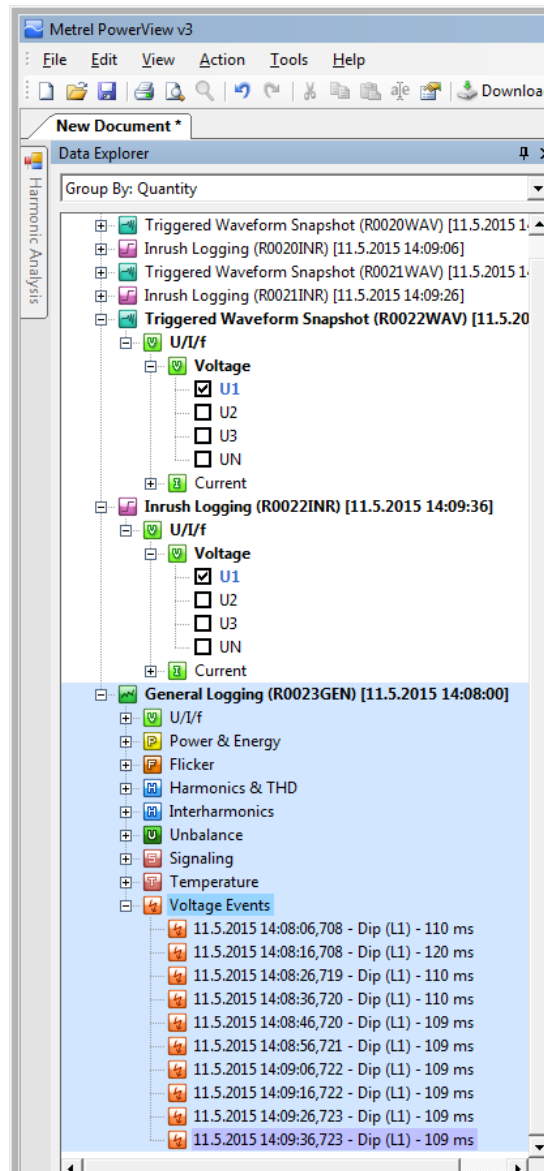 Metrel PowerView v3
File Edit View Action Tools Help
Downloa
New Document *
Harmonic Analysis
Data Explorer
Group By: Quantity
Triggered Waveform Snapshot (R0020WAV) [11.5.2015 14:
Inrush Logging (R0020INR) [11.5.2015 14:09:06]
Triggered Waveform Snapshot (R0021WAV) [11.5.2015 14:
Inrush Logging (R0021INR) [11.5.2015 14:09:26]
Triggered Waveform Snapshot (R0022WAV) [11.5.20
U/I/f
Voltage
U1
U2
U3
UN
Current
Inrush Logging (R0022INR) [11.5.2015 14:09:36]
U/I/f
Voltage
U1
U2
U3
UN
Current
General Logging (R0023GEN) [11.5.2015 14:08:00]
U/I/f
Power & Energy
Flicker
Harmonics & THD
Interharmonics
Unbalance
Signaling
Temperature
Voltage Events
11.5.2015 14:08:06,708 - Dip (L1) - 110 ms
11.5.2015 14:08:16,708 - Dip (L1) - 120 ms
11.5.2015 14:08:26,719 - Dip (L1) - 110 ms
11.5.2015 14:08:36,720 - Dip (L1) - 110 ms
11.5.2015 14:08:46,720 - Dip (L1) - 109 ms
11.5.2015 14:08:56,721 - Dip (L1) - 109 ms
11.5.2015 14:09:06,722 - Dip (L1) - 109 ms
11.5.2015 14:09:16,722 - Dip (L1) - 109 ms
11.5.2015 14:09:26,723 - Dip (L1) - 109 ms
11.5.2015 14:09:36,723 - Dip (L1) - 109 ms